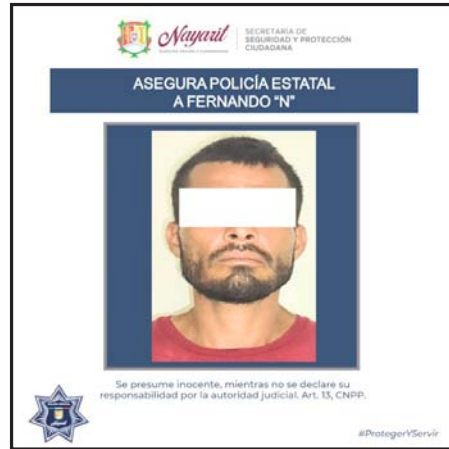 Nayarit
SECRETARÍA DE
SEGURIDAD Y PROTECCIÓN
CIUDADANA
ASEGURA POLICÍA ESTATAL
A FERNANDO “N”
Se presume inocente, mientras no se declare su
responsabilidad por la autoridad judicial. Art. 13, CNPP.
#ProtegerYServir